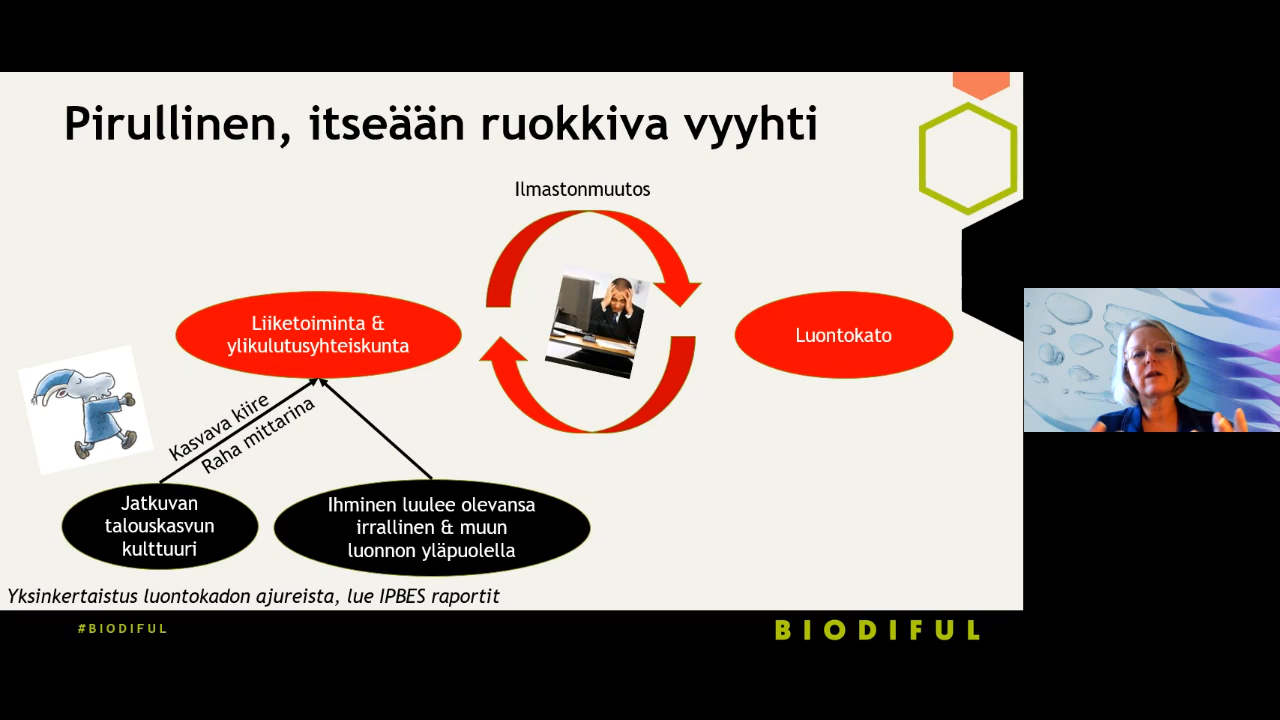 Pirullinen, itseään ruokkiva vyyhti
Ilmastonmuutos
Liiketoiminta &
ylikulutusyhteiskunta
Luontokato
Kasvava kiire
Raha mittarina
Jatkuvan
talouskasvun
kulttuuri
Ihminen luulee olevansa
irrallinen & muun
luonnon yläpuolella
Yksinkertaistus luontokadon ajureista, lue IPBES raportit
#BIODIFUL
BIODIFUL